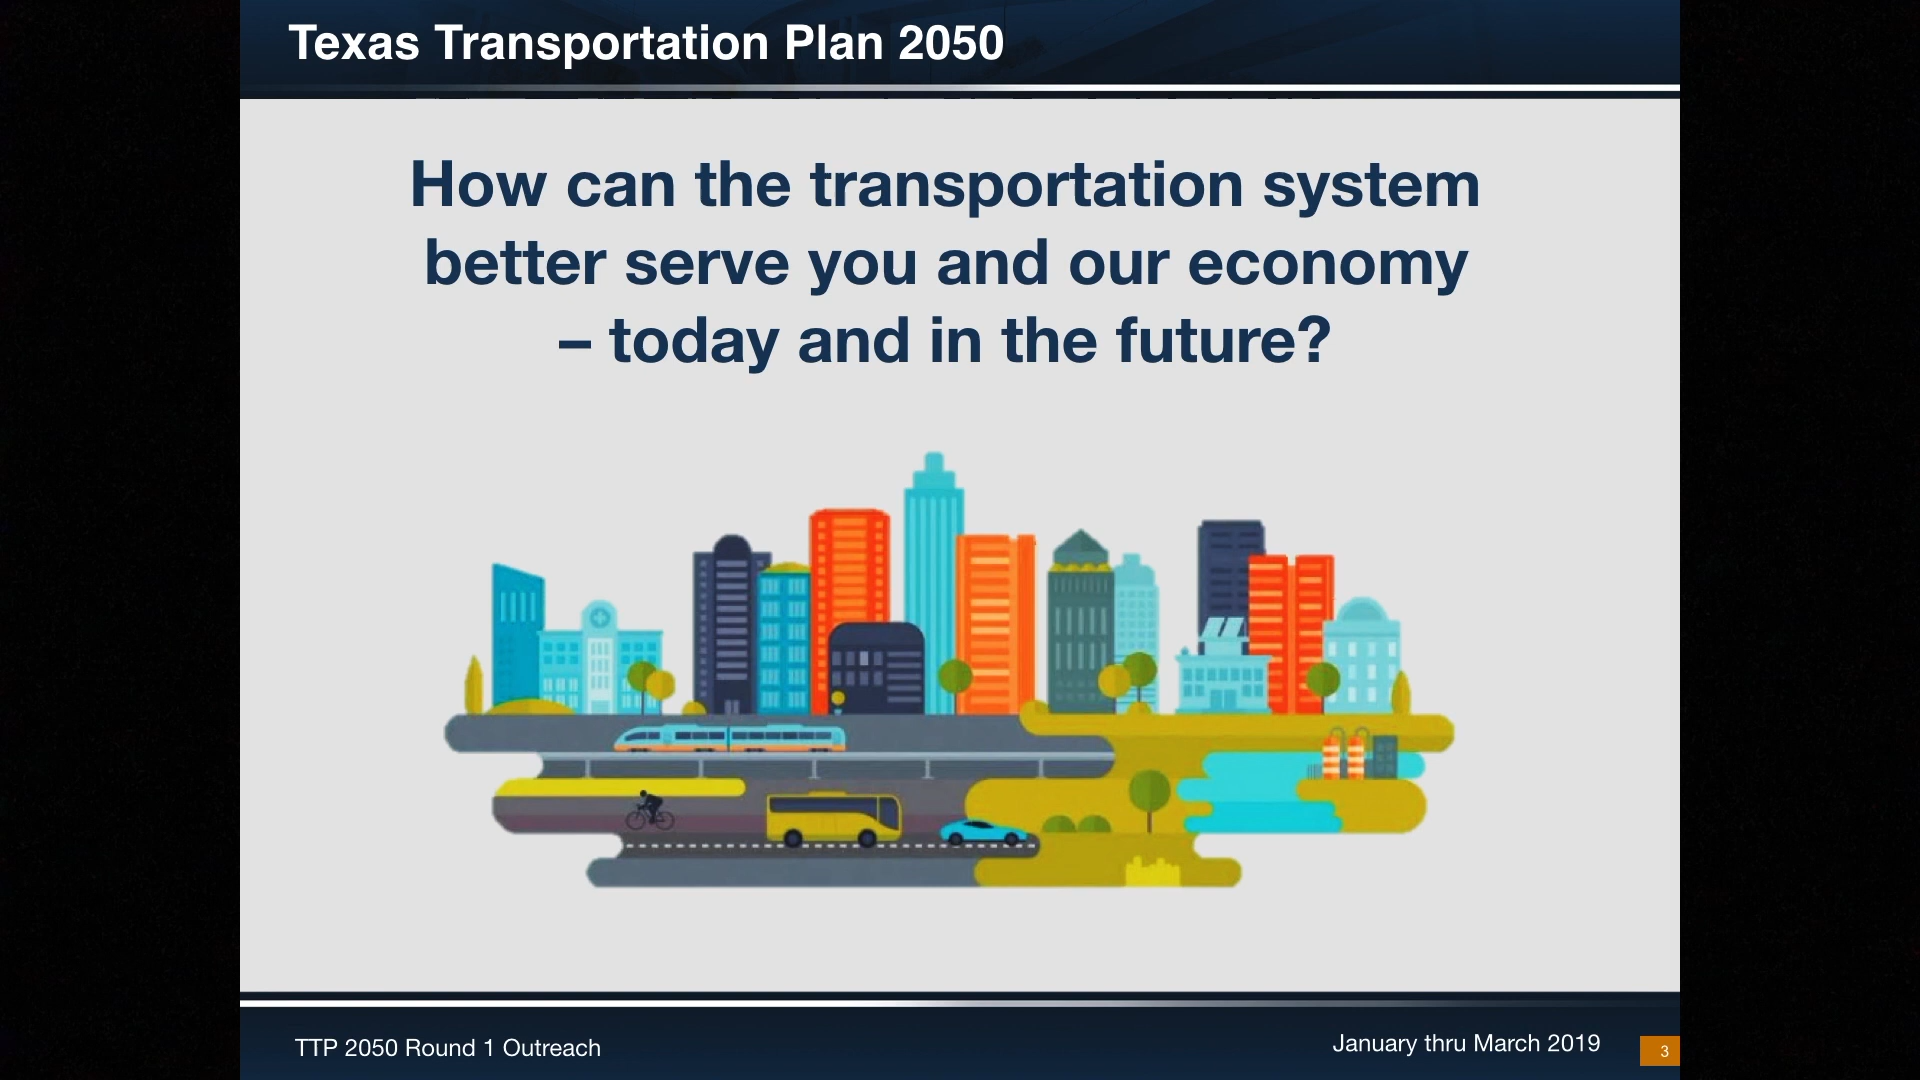 Texas Transportation Plan 2050
How can the transportation system
better serve you and our economy
– today and in the future?
TTP 2050 Round 1 Outreach
January thru March 2019
3